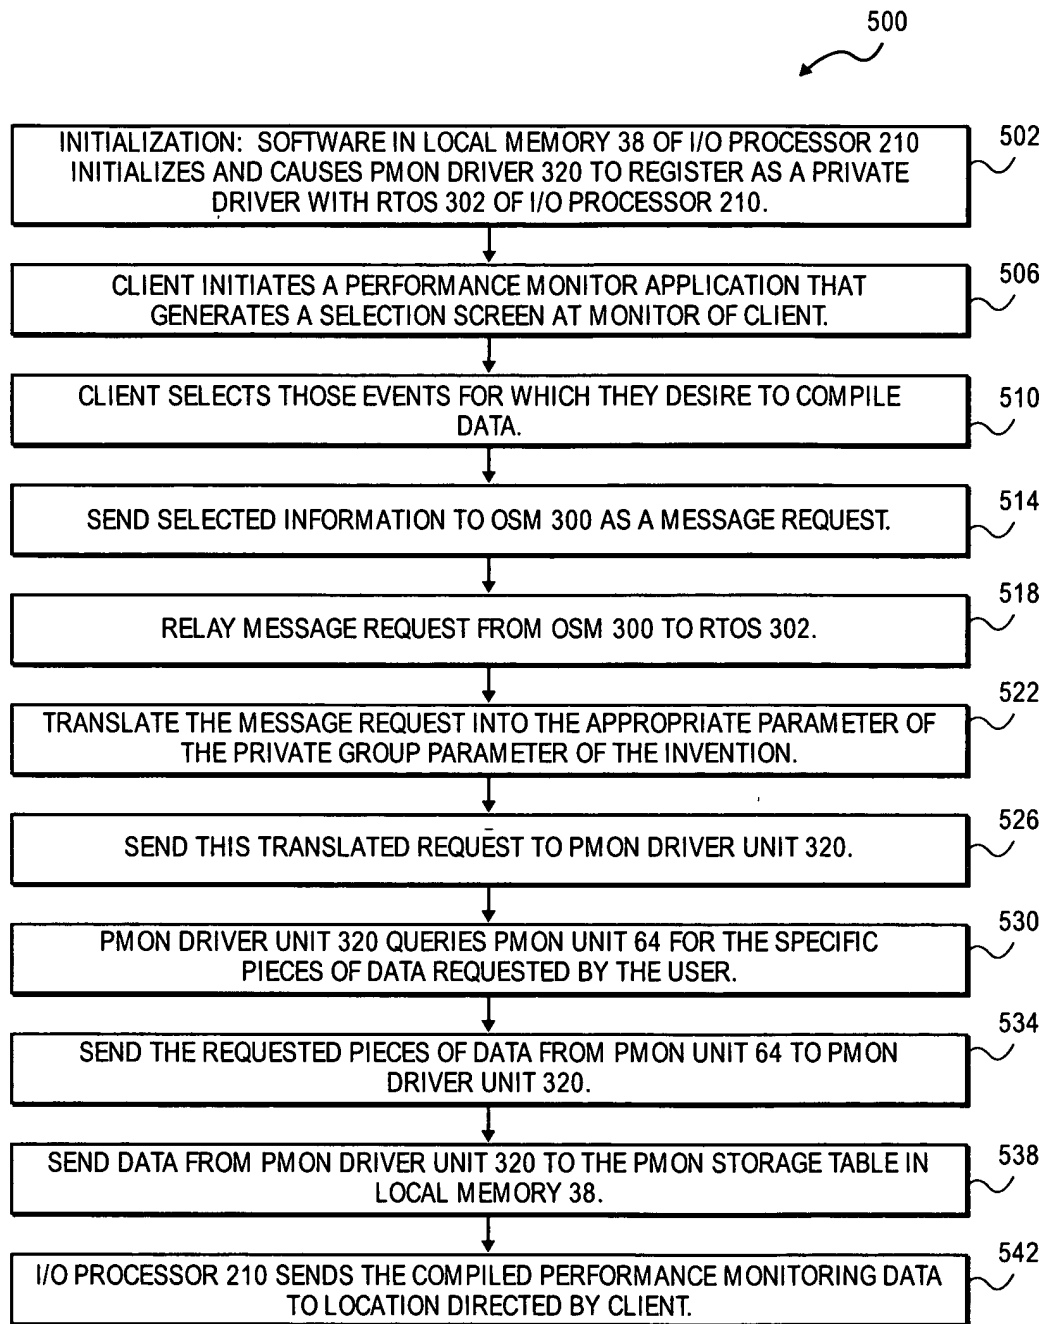 500
INITIALIZATION: SOFTWARE IN LOCAL MEMORY 38 OF I/O PROCESSOR 210
INITIALIZES AND CAUSES PMON DRIVER 320 TO REGISTER AS A PRIVATE
DRIVER WITH RTOS 302 OF I/O PROCESSOR 210.
502
CLIENT INITIATES A PERFORMANCE MONITOR APPLICATION THAT
GENERATES A SELECTION SCREEN AT MONITOR OF CLIENT.
506
CLIENT SELECTS THOSE EVENTS FOR WHICH THEY DESIRE TO COMPILE
DATA.
510
SEND SELECTED INFORMATION TO OSM 300 AS A MESSAGE REQUEST.
514
RELAY MESSAGE REQUEST FROM OSM 300 TO RTOS 302.
518
TRANSLATE THE MESSAGE REQUEST INTO THE APPROPRIATE PARAMETER OF
THE PRIVATE GROUP PARAMETER OF THE INVENTION.
522
SEND THIS TRANSLATED REQUEST TO PMON DRIVER UNIT 320.
526
PMON DRIVER UNIT 320 QUERIES PMON UNIT 64 FOR THE SPECIFIC
PIECES OF DATA REQUESTED BY THE USER.
530
SEND THE REQUESTED PIECES OF DATA FROM PMON UNIT 64 TO PMON
DRIVER UNIT 320.
534
SEND DATA FROM PMON DRIVER UNIT 320 TO THE PMON STORAGE TABLE IN
LOCAL MEMORY 38.
538
I/O PROCESSOR 210 SENDS THE COMPILED PERFORMANCE MONITORING DATA
TO LOCATION DIRECTED BY CLIENT.
542